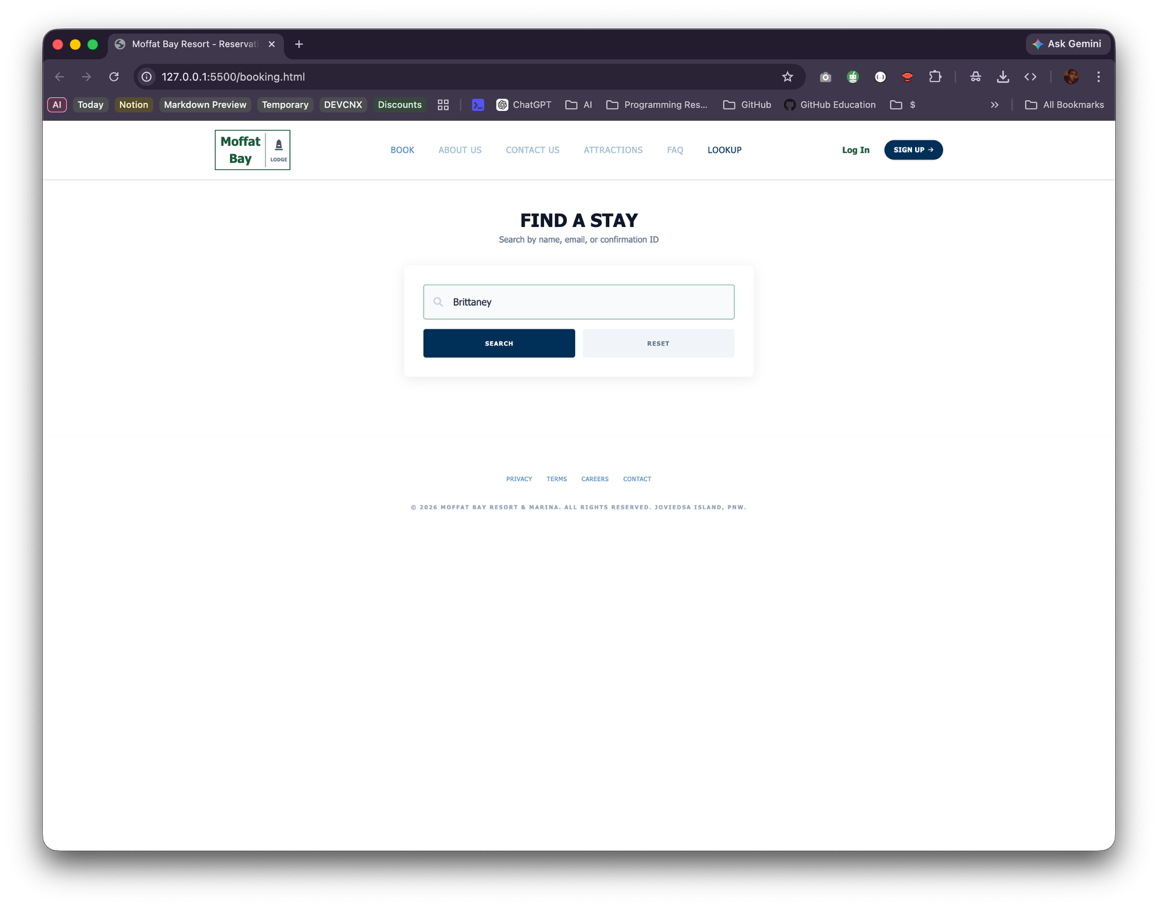 Moffat Bay Resort - Reservati
Ask Gemini
127.0.0.1:5500/booking.html
AI Today Notion Markdown Preview Temporary DEVCNX Discounts ChatGPT AI Programming Res... GitHub GitHub Education $ » All Bookmarks
Moffat
Bay
LODGE
BOOK ABOUT US CONTACT US ATTRACTIONS FAQ LOOKUP
Log In SIGN UP →
FIND A STAY
Search by name, email, or confirmation ID
Brittaney
SEARCH RESET
PRIVACY TERMS CAREERS CONTACT
© 2026 MOFFAT BAY RESORT & MARINA. ALL RIGHTS RESERVED. JOVIEDSA ISLAND, PNW.